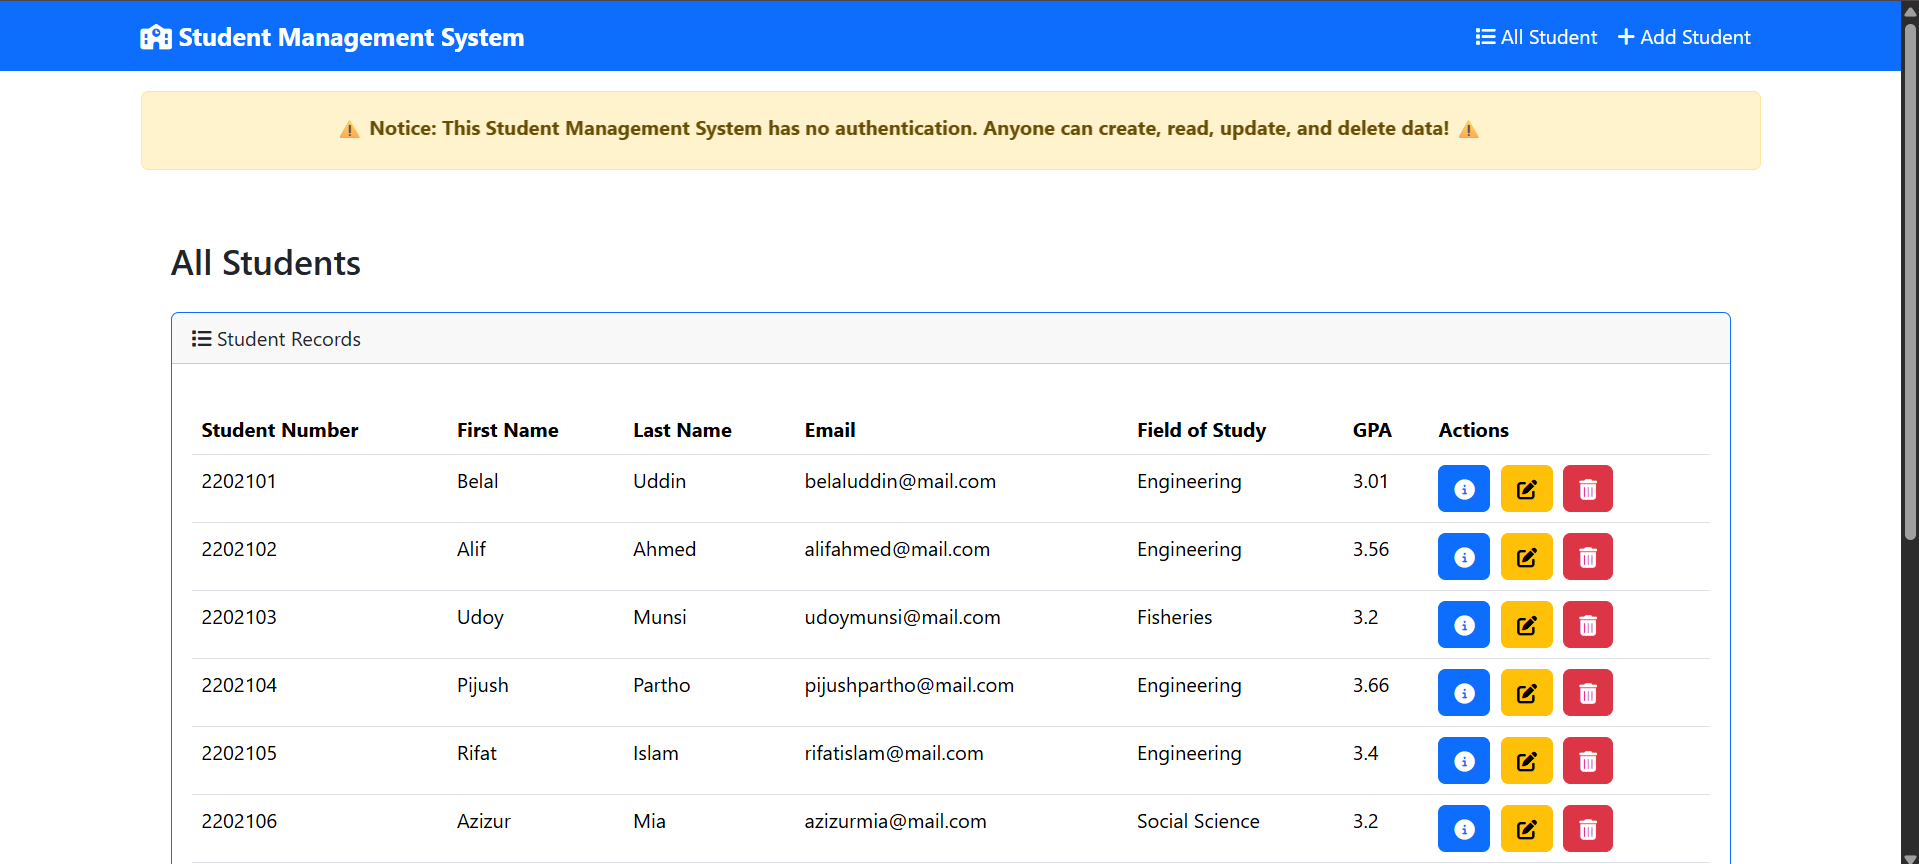 Student Management System All Student Add Student
⚠️ Notice: This Student Management System has no authentication. Anyone can create, read, update, and delete data! ⚠️
All Students
Student Records
Student Number First Name Last Name Email Field of Study GPA Actions
2202101 Belal Uddin belaluddin@mail.com Engineering 3.01
2202102 Alif Ahmed alifahmed@mail.com Engineering 3.56
2202103 Udoy Munsi udoymunsi@mail.com Fisheries 3.2
2202104 Pijush Partho pijushpartho@mail.com Engineering 3.66
2202105 Rifat Islam rifatislam@mail.com Engineering 3.4
2202106 Azizur Mia azizurmia@mail.com Social Science 3.2